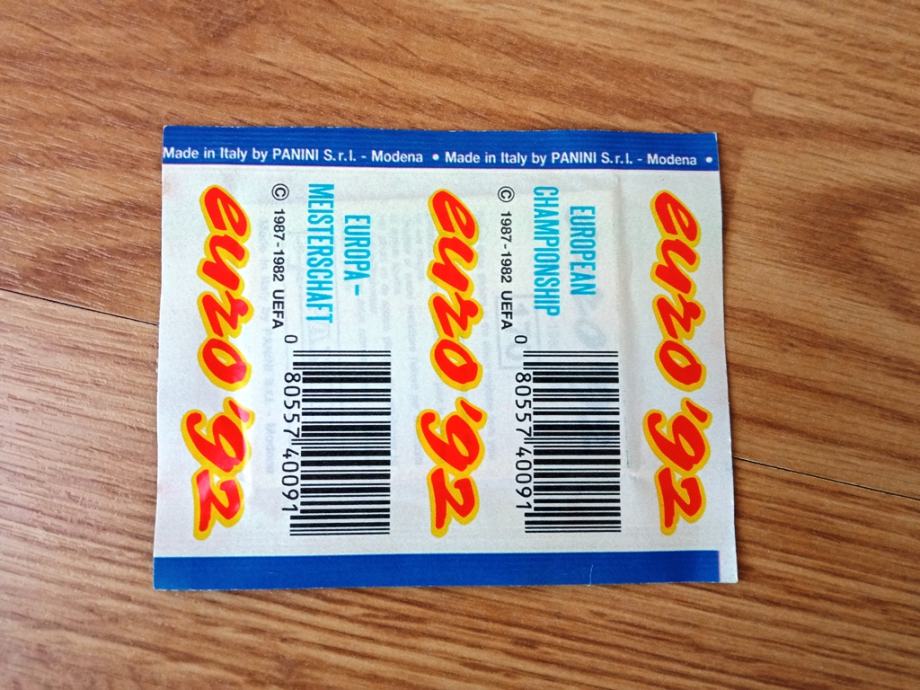 Made in Italy by PANINI S.r.l. - Modena • Made in Italy by PANINI S.r.l. - Modena •
euro '92
EUROPEAN
CHAMPIONSHIP
© 1987-1982 UEFA
0 80557 40091
euro '92
EUROPA-
MEISTERSCHAFT
© 1987-1982 UEFA
0 80557 40091
euro '92